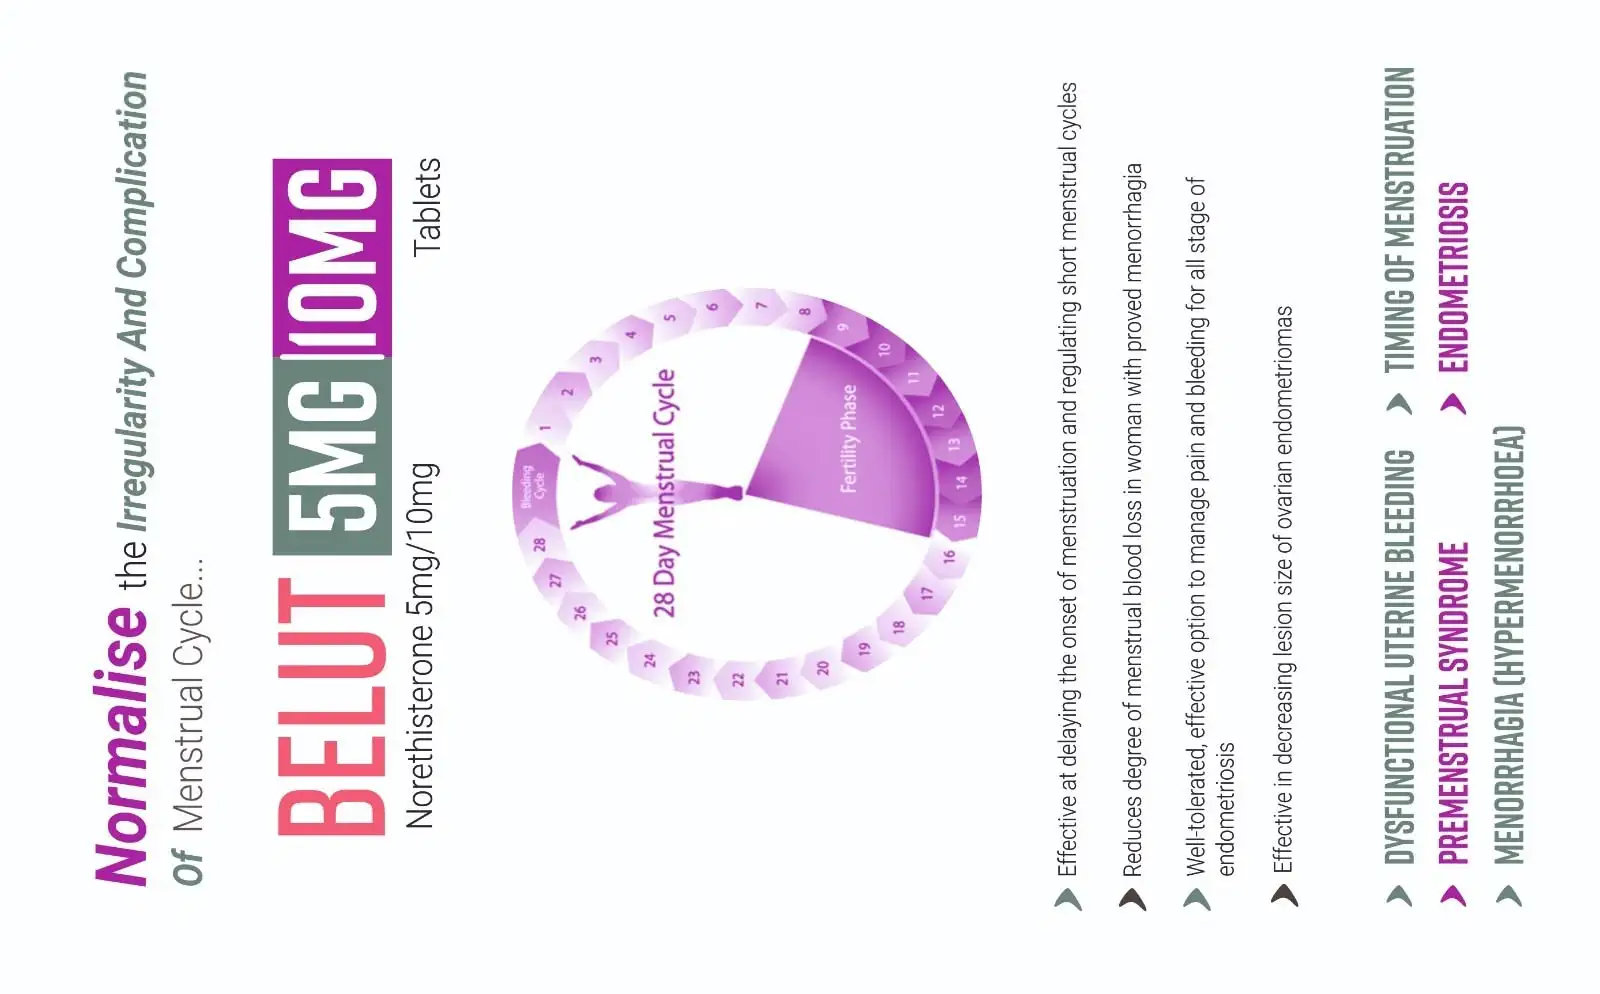 Normalise the Irregularity And Complication
Of Menstrual Cycle...
BELUT 5MG|10MG
Norethisterone 5mg/10mg Tablets
Bleeding
Cycle
1
2
3
4
5
6
7
8
9
10
11
12
13
14
15
16
17
18
19
20
21
22
23
24
25
26
27
28
28 Day Menstrual Cycle
Fertility Phase
Effective at delaying the onset of menstruation and regulating short menstrual cycles
Reduces degree of menstrual blood loss in woman with proved menorrhagia
Well-tolerated, effective option to manage pain and bleeding for all stage of
endometriosis
Effective in decreasing lesion size of ovarian endometriomas
DYSFUNCTIONAL UTERINE BLEEDING
TIMING OF MENSTRUATION
PREMENSTRUAL SYNDROME
ENDOMETRIOSIS
MENORRHAGIA (HYPERMENORRHOEA)